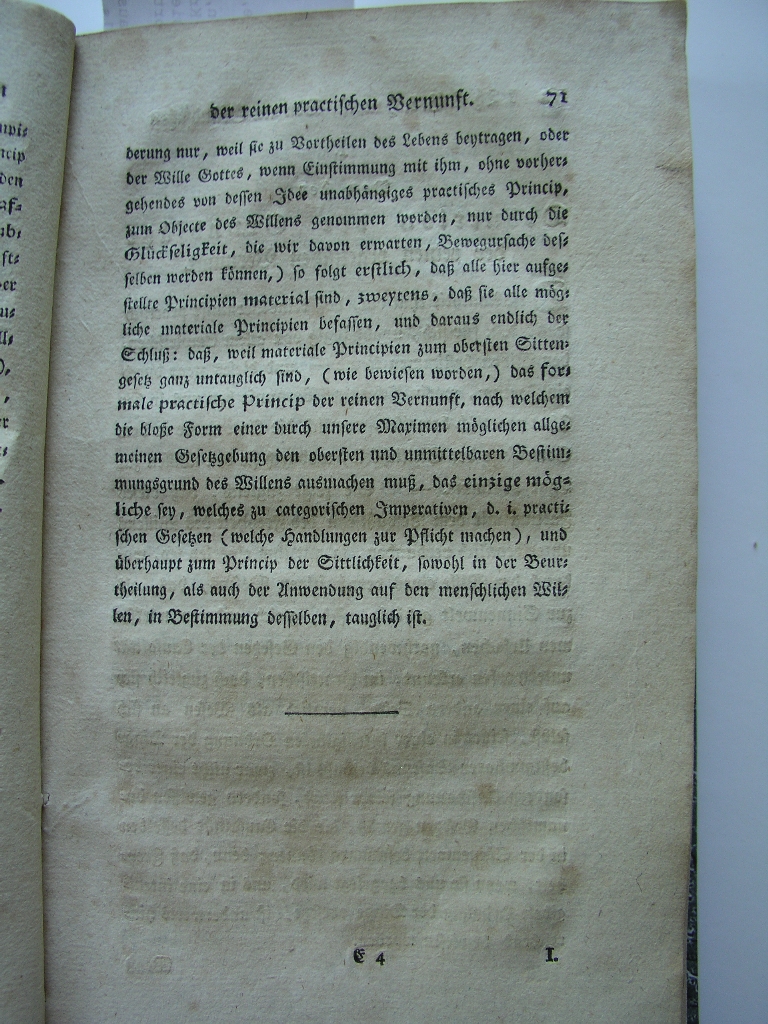 der reinen practischen Vernunft. 71
derung nur, weil sie zu Vortheilen des Lebens beytragen, oder
der Wille Gottes, wenn Einstimmung mit ihm, ohne vorher-
gehendes von dessen Idee unabhängiges practisches Princip,
zum Objecte des Willens genommen worden, nur durch die
Glückseligkeit, die wir davon erwarten, Bewegursache des-
selben werden können,) so folgt erstlich, daß alle hier aufge-
stellte Principien material sind, zweytens, daß sie alle mög-
liche materiale Principien befassen, und daraus endlich der
Schluß: daß, weil materiale Principien zum obersten Sitten-
gesetz ganz untauglich sind, (wie bewiesen worden,) das for-
male practische Princip der reinen Vernunft, nach welchem
die bloße Form einer durch unsere Maximen möglichen allge-
meinen Gesetzgebung den obersten und unmittelbaren Bestim-
mungsgrund des Willens ausmachen muß, das einzige mög-
liche sey, welches zu categorischen Imperativen, d. i. practi-
schen Gesetzen (welche Handlungen zur Pflicht machen), und
überhaupt zum Princip der Sittlichkeit, sowohl in der Beur-
theilung, als auch der Anwendung auf den menschlichen Wil-
len, in Bestimmung desselben, tauglich ist.
E 4 I.